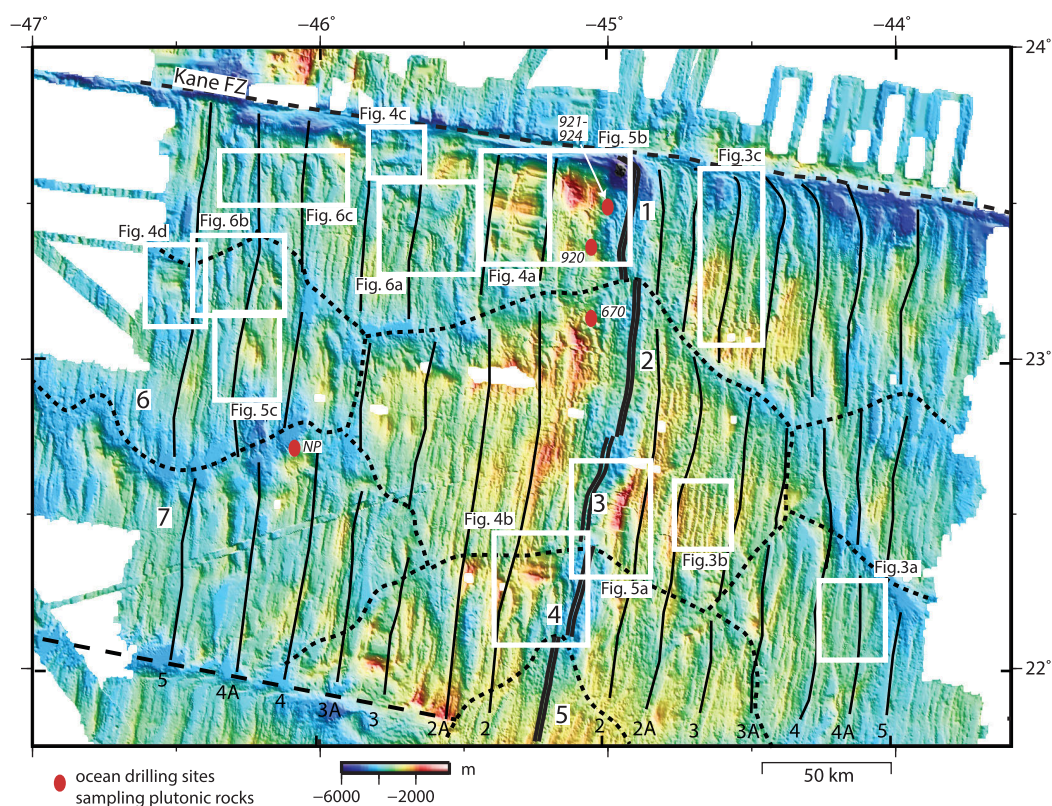 −47° −46° −45° −44°
24°
Kane FZ
Fig. 4c
921-
924
Fig. 5b
Fig.3c
1
Fig. 6b
Fig. 6c
Fig. 4d
920
Fig. 6a
Fig. 4a
670
23°
2
6
Fig. 5c
NP
3
7
Fig. 4b
Fig.3b
Fig.3a
Fig. 5a
4
22°
5 4A 4 3A 3 2A 2 5 2 2A 3 3A 4 4A 5
ocean drilling sites
sampling plutonic rocks
m
−6000 −2000
50 km